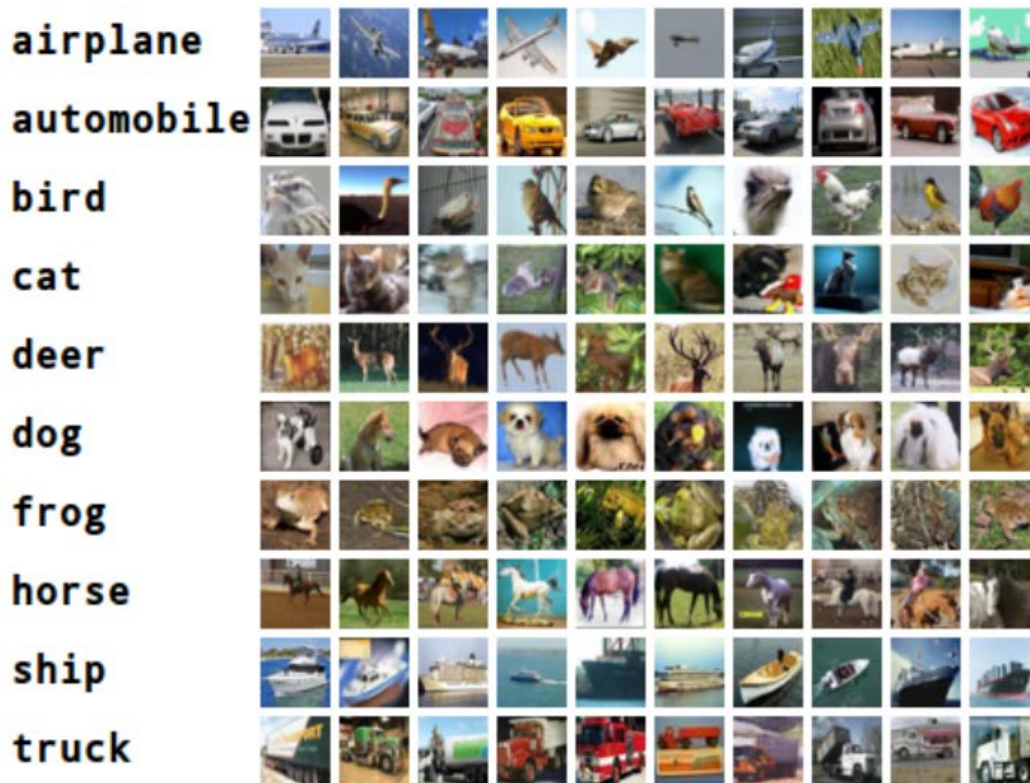 airplane
automobile
bird
cat
deer
dog
frog
horse
ship
truck